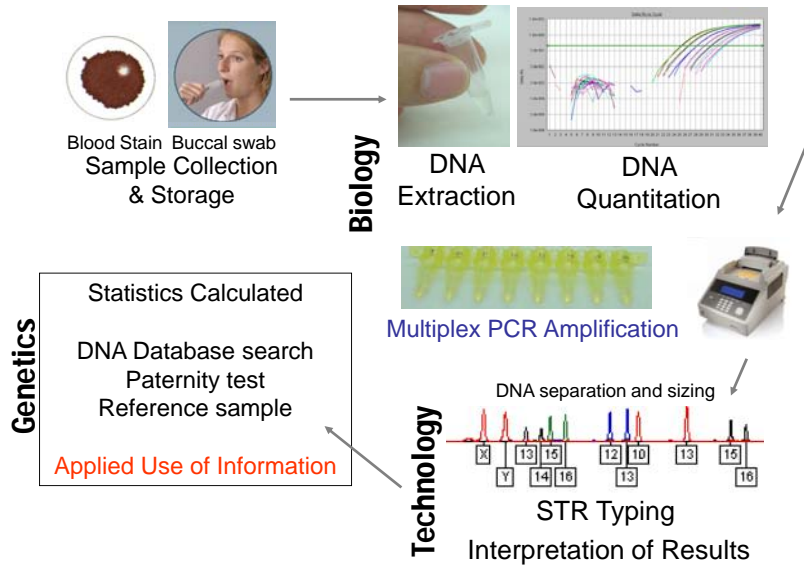 Blood Stain Buccal swab
Sample Collection
& Storage
Biology
DNA
Extraction
DNA
Quantitation
Multiplex PCR Amplification
DNA separation and sizing
X
Y
13
14
15
16
12
13
10
13
15
16
Technology
STR Typing
Interpretation of Results
Genetics
Statistics Calculated
DNA Database search
Paternity test
Reference sample
Applied Use of Information